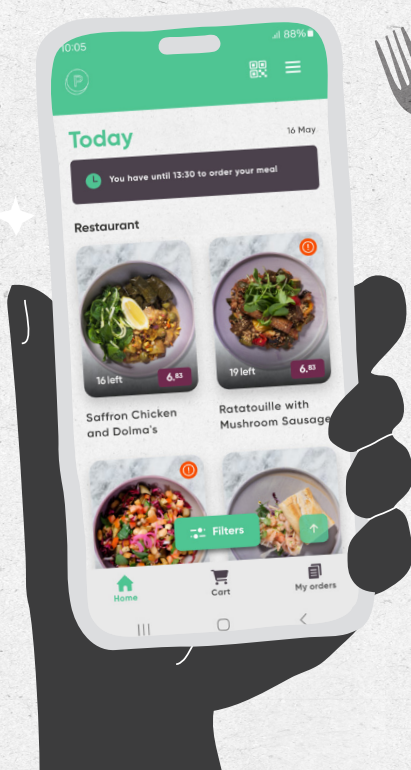 10:05
88%
P
Today
16 May
You have until 13:30 to order your meal
Restaurant
16 left
6.83
19 left
6.83
Saffron Chicken
and Dolma's
Ratatouille with
Mushroom Sausage
Filters
Home
Cart
My orders